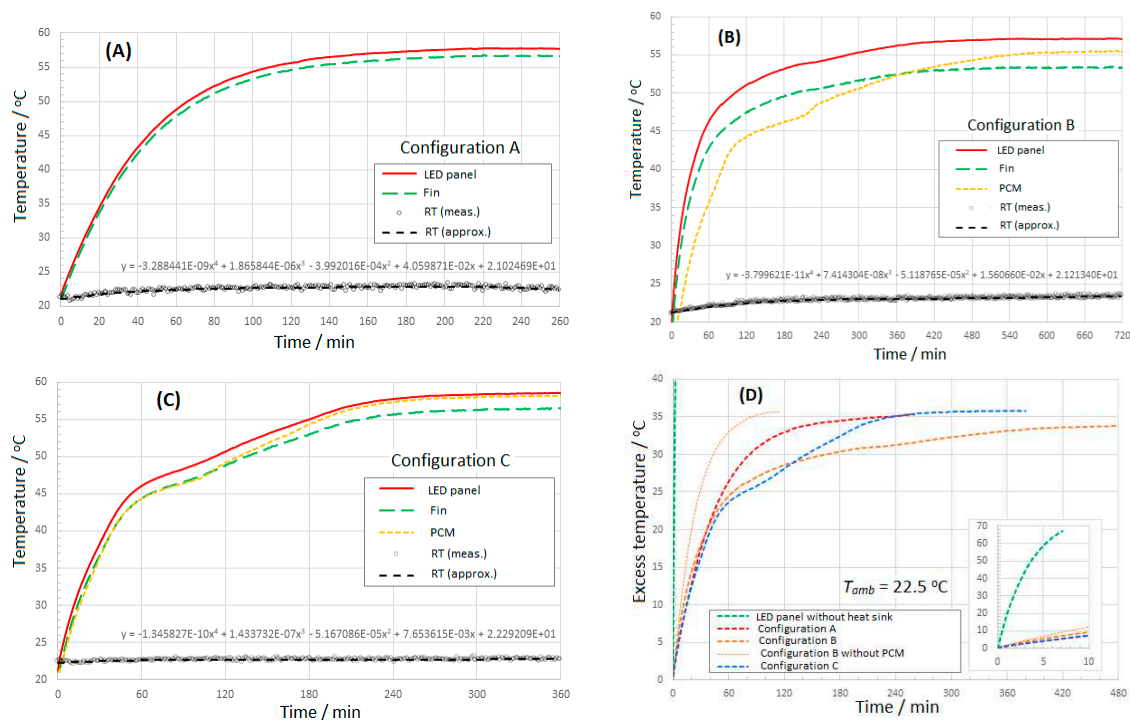 (A)
Temperature / °C
60
55
50
45
40
35
30
25
20
Configuration A
LED panel
Fin
RT (meas.)
RT (approx.)
y = -3.288441E-09x⁴ + 1.865844E-06x³ - 3.992016E-04x² + 4.059871E-02x + 2.102469E+01
0 20 40 60 80 100 120 140 160 180 200 220 240 260
Time / min
(B)
Temperature / °C
60
55
50
45
40
35
30
25
20
Configuration B
LED panel
Fin
PCM
RT (meas.)
RT (approx.)
y = -3.799621E-11x⁴ + 7.414304E-08x³ - 5.118765E-05x² + 1.560660E-02x + 2.121340E+01
0 60 120 180 240 300 360 420 480 540 600 660 720
Time / min
(C)
Temperature / °C
60
55
50
45
40
35
30
25
20
Configuration C
LED panel
Fin
PCM
RT (meas.)
RT (approx.)
y = -1.345827E-10x⁴ + 1.433732E-07x³ - 5.167086E-05x² + 7.653615E-03x + 2.229209E+01
0 60 120 180 240 300 360
Time / min
(D)
Excess temperature / °C
40
35
30
25
20
15
10
5
0
T_amb = 22.5 °C
LED panel without heat sink
Configuration A
Configuration B
Configuration B without PCM
Configuration C
70
60
50
40
30
20
10
0
0 5 10
0 60 120 180 240 300 360 420 480
Time / min